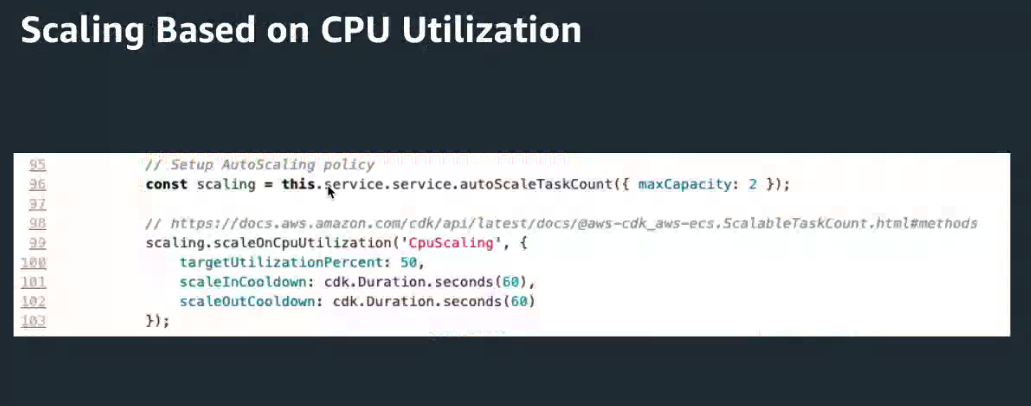 Scaling Based on CPU Utilization
95 // Setup AutoScaling policy
96 const scaling = this.service.service.autoScaleTaskCount({ maxCapacity: 2 });
97
98 // https://docs.aws.amazon.com/cdk/api/latest/docs/@aws-cdk_aws-ecs.ScalableTaskCount.html#methods
99 scaling.scaleOnCpuUtilization('CpuScaling', {
100 targetUtilizationPercent: 50,
101 scaleInCooldown: cdk.Duration.seconds(60),
102 scaleOutCooldown: cdk.Duration.seconds(60)
103 });